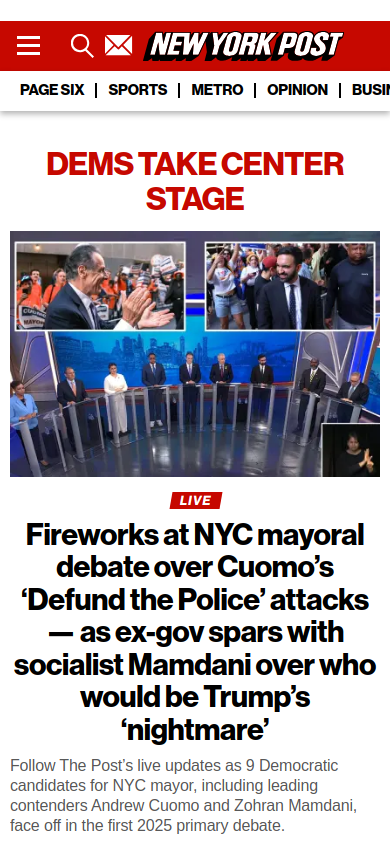 NEW YORK POST
PAGE SIX
SPORTS
METRO
OPINION
BUSIN
DEMS TAKE CENTER
STAGE
LIVE
Fireworks at NYC mayoral
debate over Cuomo’s
‘Defund the Police’ attacks
— as ex-gov spars with
socialist Mamdani over who
would be Trump’s
‘nightmare’
Follow The Post’s live updates as 9 Democratic
candidates for NYC mayor, including leading
contenders Andrew Cuomo and Zohran Mamdani,
face off in the first 2025 primary debate.